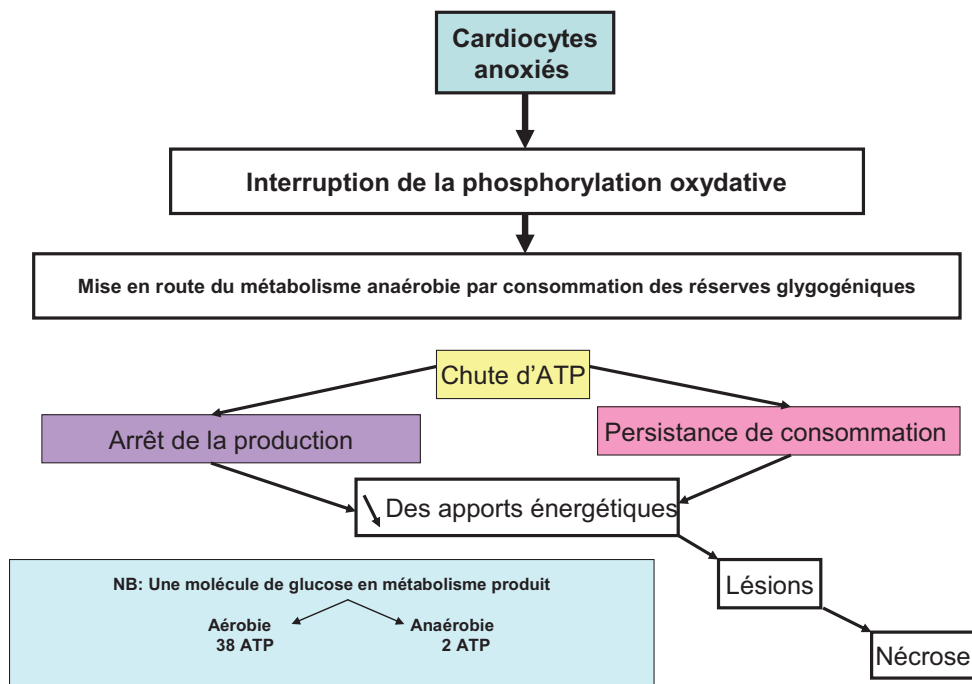 Cardiocytes
anoxiés
Interruption de la phosphorylation oxydative
Mise en route du métabolisme anaérobie par consommation des réserves glygogéniques
Chute d’ATP
Arrêt de la production
Persistance de consommation
Des apports énergétiques
NB: Une molécule de glucose en métabolisme produit
Aérobie
38 ATP
Anaérobie
2 ATP
Lésions
Nécrose